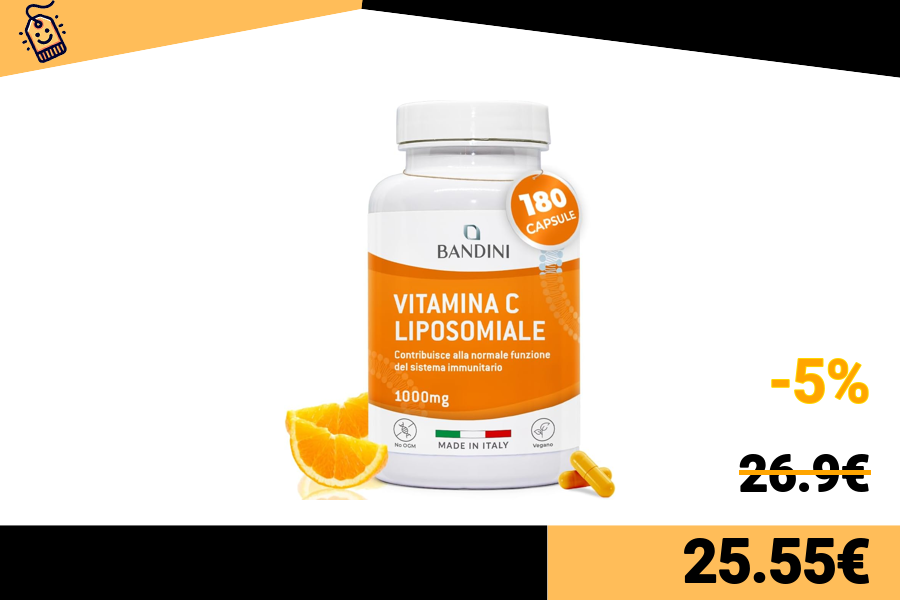 180
CAPSULE
BANDINI
VITAMINA C
LIPOSOMIALE
Contribuisce alla normale funzione
del sistema immunitario
1000mg
No OGM
MADE IN ITALY
Vegano
-5%
26.9€
25.55€